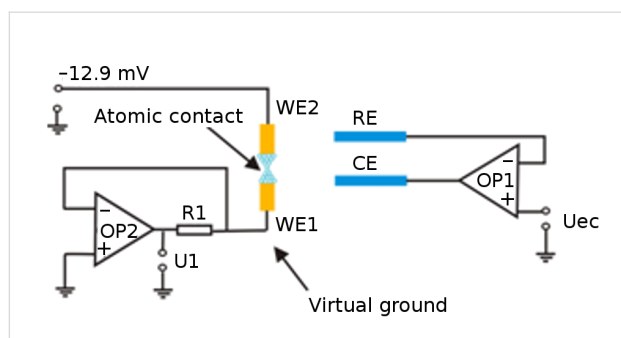 –12.9 mV
WE2
Atomic contact
RE
CE
–
OP1
+
Uec
R1
–
OP2
+
WE1
U1
Virtual ground